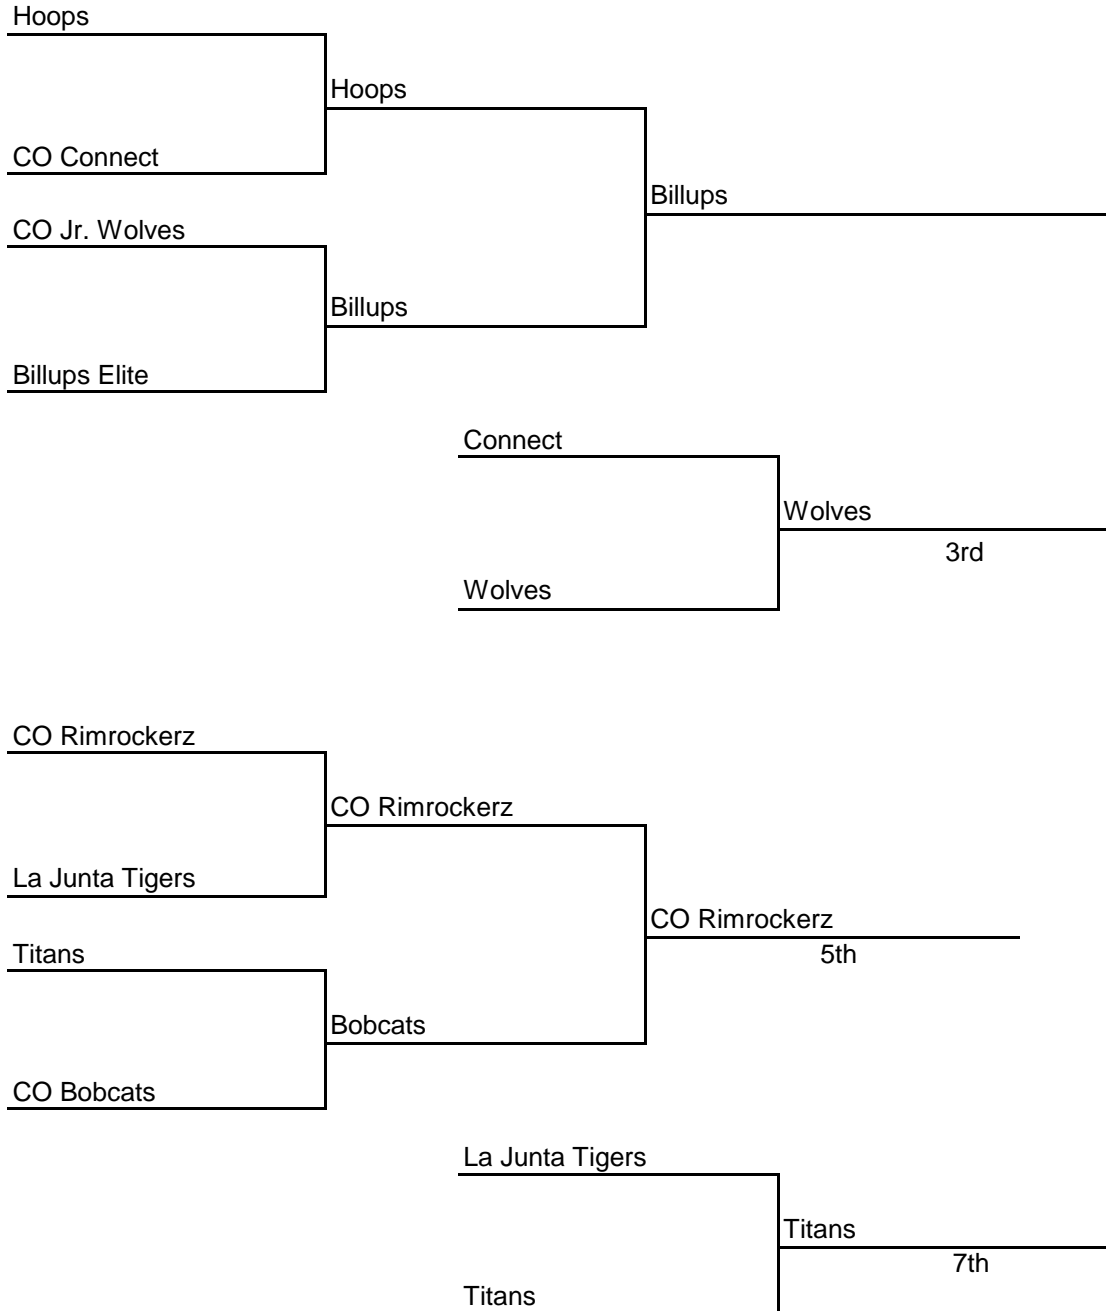 Hoops
Hoops
CO Connect
Billups
CO Jr. Wolves
Billups
Billups Elite
Connect
Wolves
3rd
Wolves
CO Rimrockerz
CO Rimrockerz
La Junta Tigers
CO Rimrockerz
5th
Titans
Bobcats
CO Bobcats
La Junta Tigers
Titans
7th
Titans